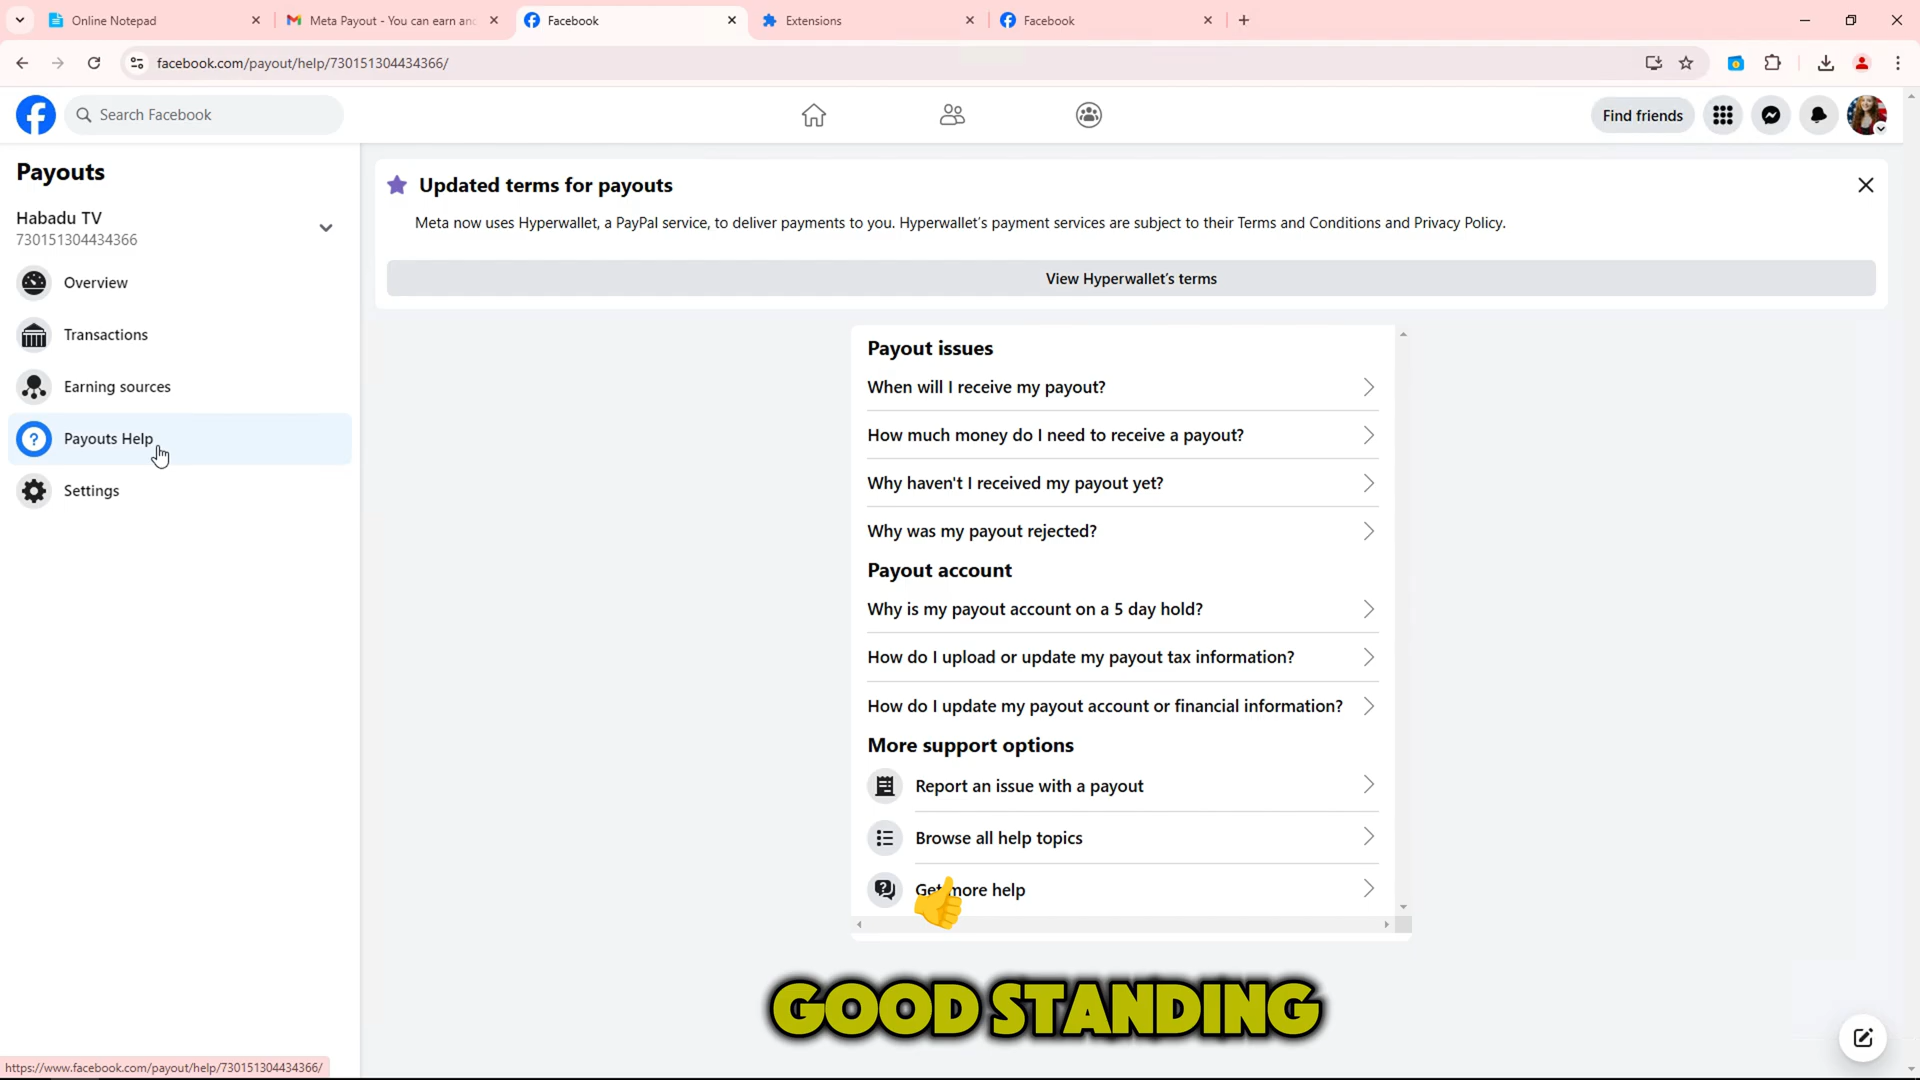 Online Notepad
Meta Payout - You can earn and
Facebook
Extensions
Facebook
facebook.com/payout/help/730151304434366/
Search Facebook
Find friends
Payouts
Habadu TV
730151304434366
Overview
Transactions
Earning sources
Payouts Help
Settings
Updated terms for payouts
Meta now uses Hyperwallet, a PayPal service, to deliver payments to you. Hyperwallet's payment services are subject to their Terms and Conditions and Privacy Policy.
View Hyperwallet's terms
Payout issues
When will I receive my payout?
How much money do I need to receive a payout?
Why haven't I received my payout yet?
Why was my payout rejected?
Payout account
Why is my payout account on a 5 day hold?
How do I upload or update my payout tax information?
How do I update my payout account or financial information?
More support options
Report an issue with a payout
Browse all help topics
Get more help
GOOD STANDING
https://www.facebook.com/payout/help/730151304434366/